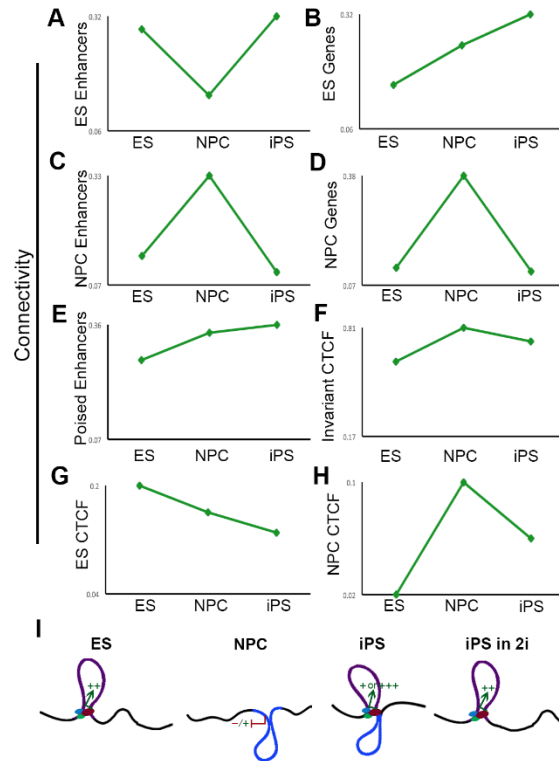 A
B
ES Enhancers
0.32
0.06
ES NPC iPS
ES Genes
0.32
0.06
ES NPC iPS
C
D
NPC Enhancers
0.33
0.07
ES NPC iPS
NPC Genes
0.38
0.07
ES NPC iPS
Connectivity
E
F
Poised Enhancers
0.36
0.07
ES NPC iPS
Invariant CTCF
0.81
0.17
ES NPC iPS
G
H
ES CTCF
0.2
0.04
ES NPC iPS
NPC CTCF
0.1
0.02
ES NPC iPS
I
ES NPC iPS iPS in 2i
++
−/+
+ or+++
++